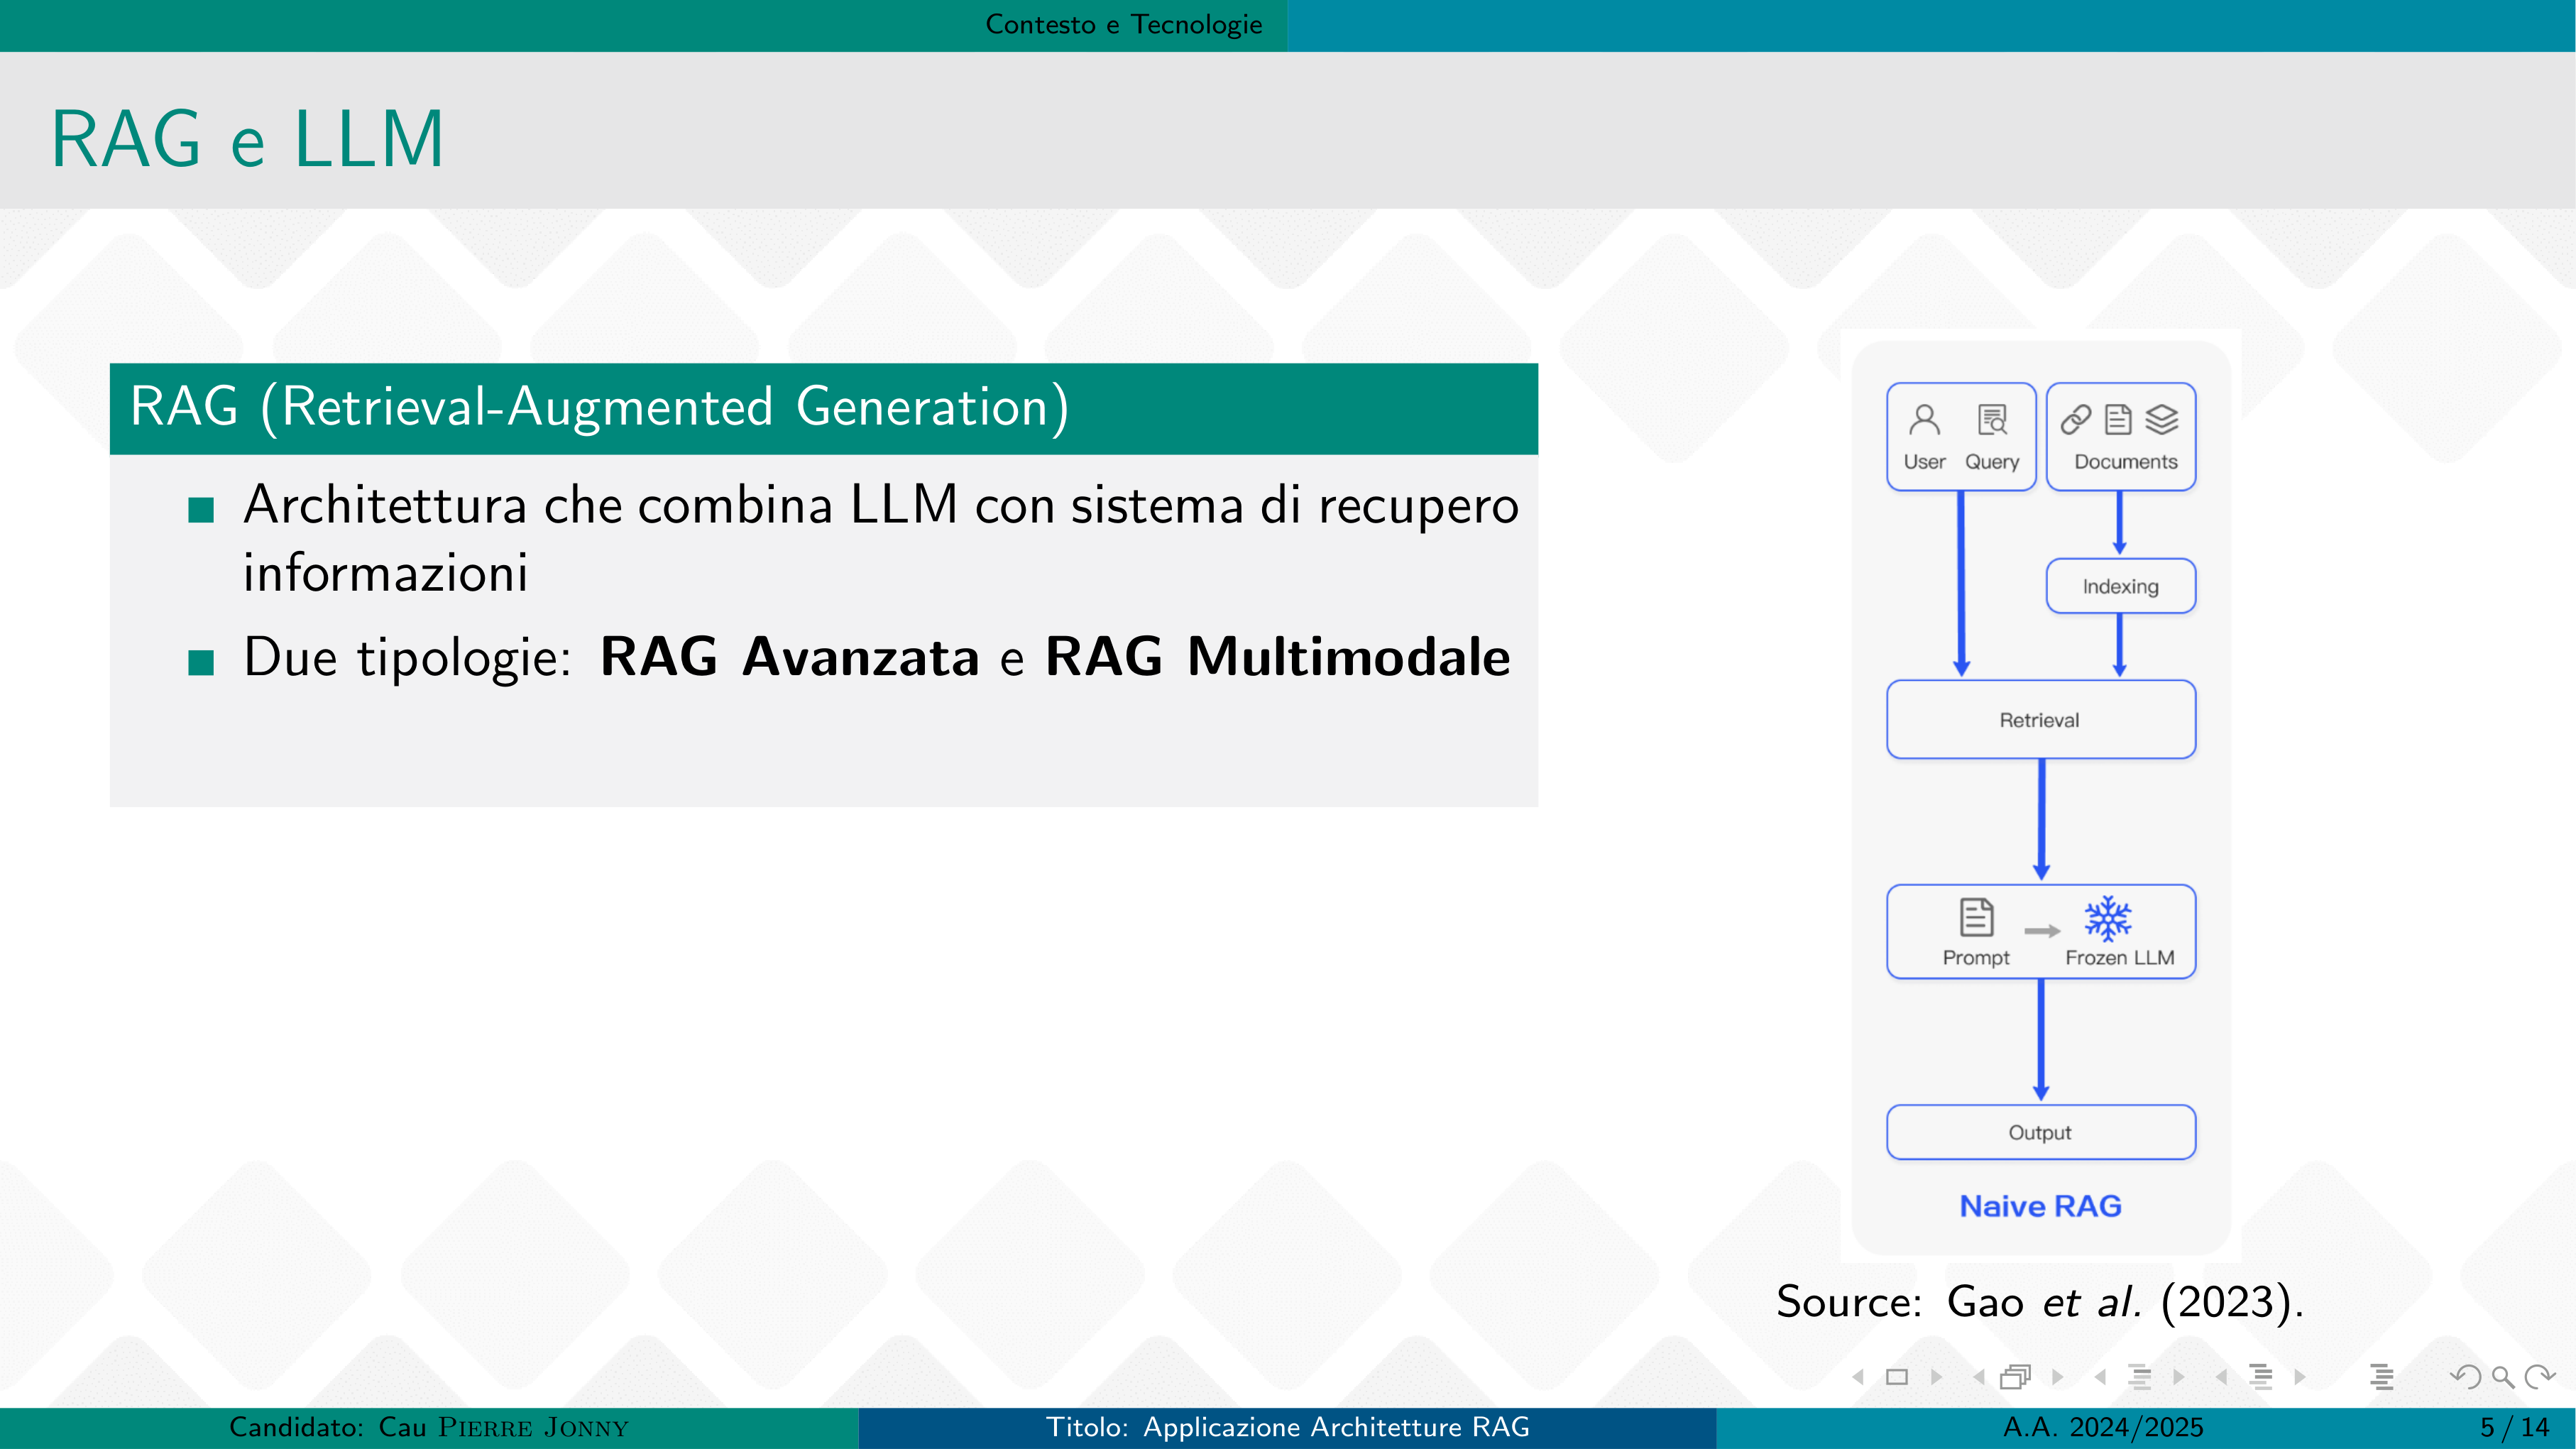 Contesto e Tecnologie
RAG e LLM
RAG (Retrieval-Augmented Generation)
Architettura che combina LLM con sistema di recupero
informazioni
Due tipologie: RAG Avanzata e RAG Multimodale
User Query Documents
Indexing
Retrieval
Prompt Frozen LLM
Output
Naive RAG
Source: Gao et al. (2023).
Candidato: Cau Pierre Jonny Titolo: Applicazione Architetture RAG A.A. 2024/2025 5 / 14